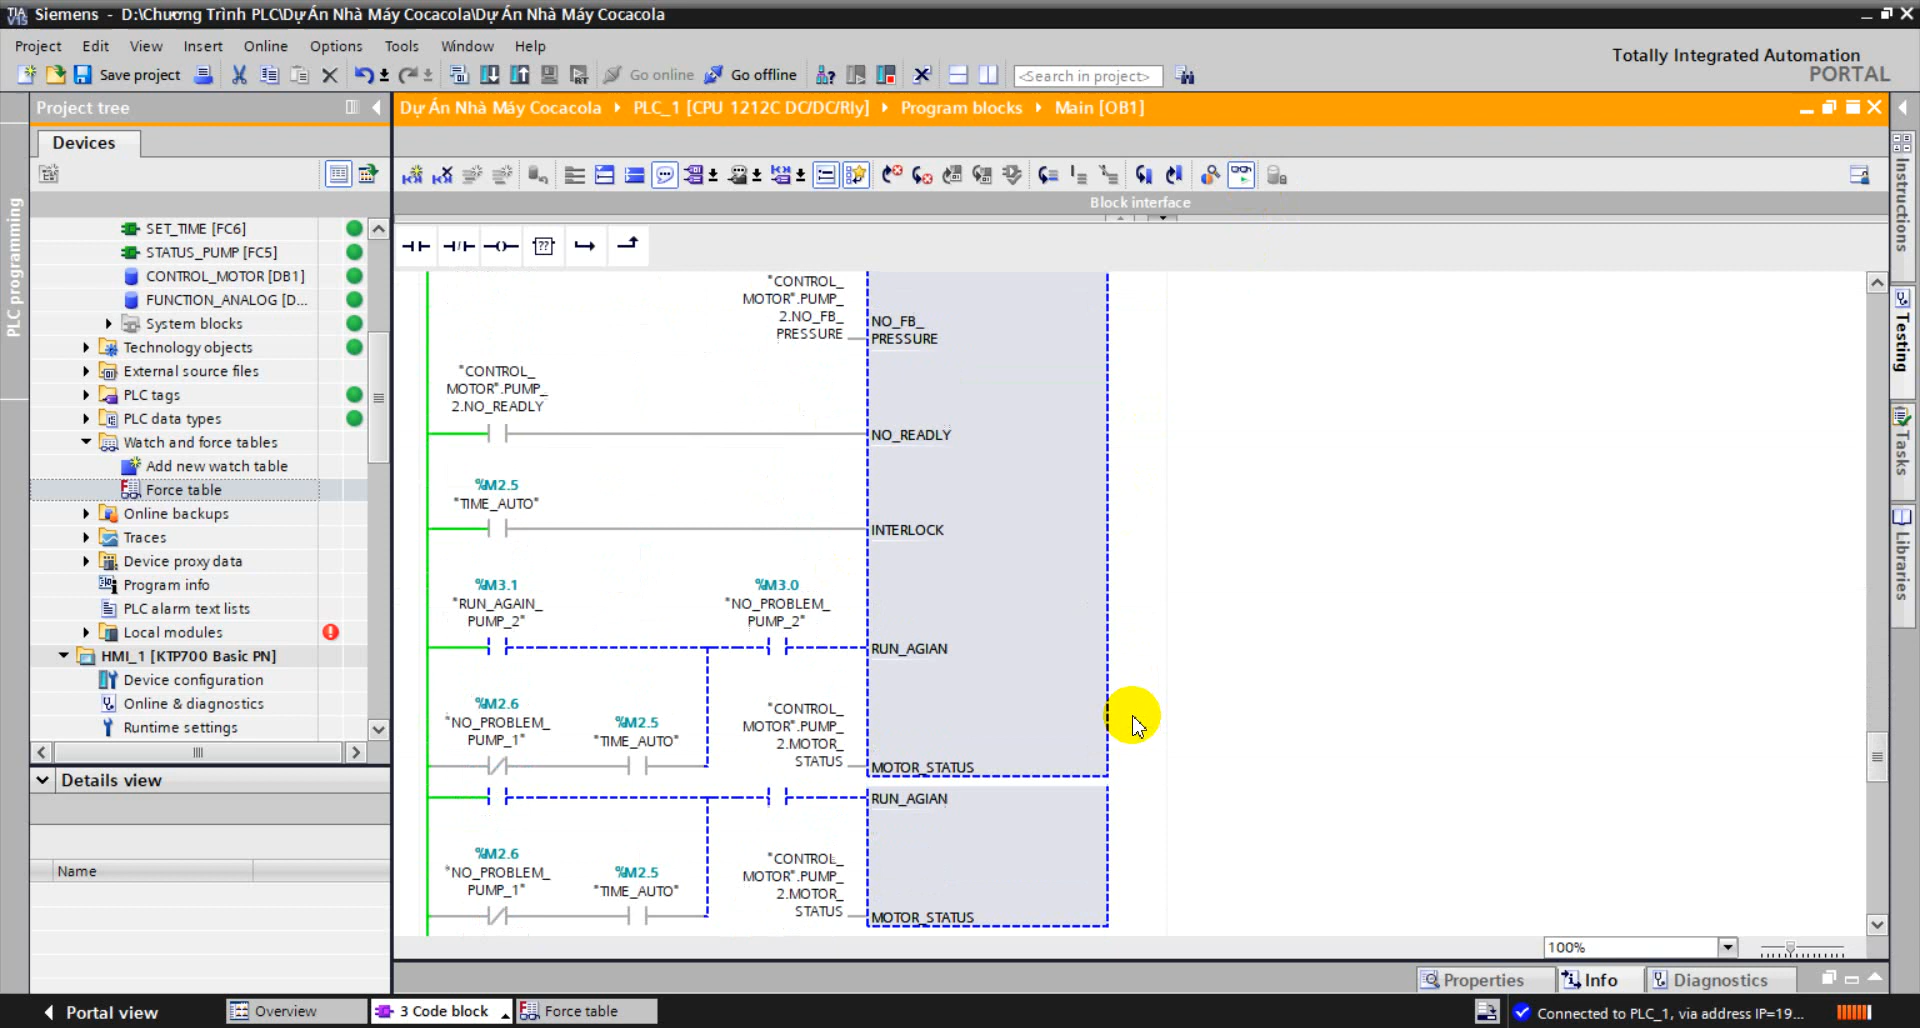 Siemens - D:\Chương Trình PLC\Dự Án Nhà Máy Cocacola\Dự Án Nhà Máy Cocacola
Project Edit View Insert Online Options Tools Window Help
Totally Integrated Automation
PORTAL
Save project
Go online
Go offline
<Search in project>
Project tree
Dự Án Nhà Máy Cocacola ▸ PLC_1 [CPU 1212C DC/DC/Rly] ▸ Program blocks ▸ Main [OB1]
Devices
Block interface
PLC programming
SET_TIME [FC6]
STATUS_PUMP [FC5]
CONTROL_MOTOR [DB1]
FUNCTION_ANALOG [D...
System blocks
Technology objects
External source files
PLC tags
PLC data types
Watch and force tables
Add new watch table
Force table
Online backups
Traces
Device proxy data
Program info
PLC alarm text lists
Local modules
HMI_1 [KTP700 Basic PN]
Device configuration
Online & diagnostics
Runtime settings
Details view
Name
"CONTROL_
MOTOR".PUMP_
2.NO_FB_
PRESSURE
NO_FB_
PRESSURE
"CONTROL_
MOTOR".PUMP_
2.NO_READLY
NO_READLY
%M2.5
"TIME_AUTO"
INTERLOCK
%M3.1
"RUN_AGAIN_
PUMP_2"
%M3.0
"NO_PROBLEM_
PUMP_2"
RUN_AGIAN
%M2.6
"NO_PROBLEM_
PUMP_1"
%M2.5
"TIME_AUTO"
"CONTROL_
MOTOR".PUMP_
2.MOTOR_
STATUS
MOTOR_STATUS
RUN_AGIAN
%M2.6
"NO_PROBLEM_
PUMP_1"
%M2.5
"TIME_AUTO"
"CONTROL_
MOTOR".PUMP_
2.MOTOR_
STATUS
MOTOR_STATUS
Instructions
Testing
Tasks
Libraries
100%
Properties
Info
Diagnostics
Portal view
Overview
3 Code block
Force table
Connected to PLC_1, via address IP=19...